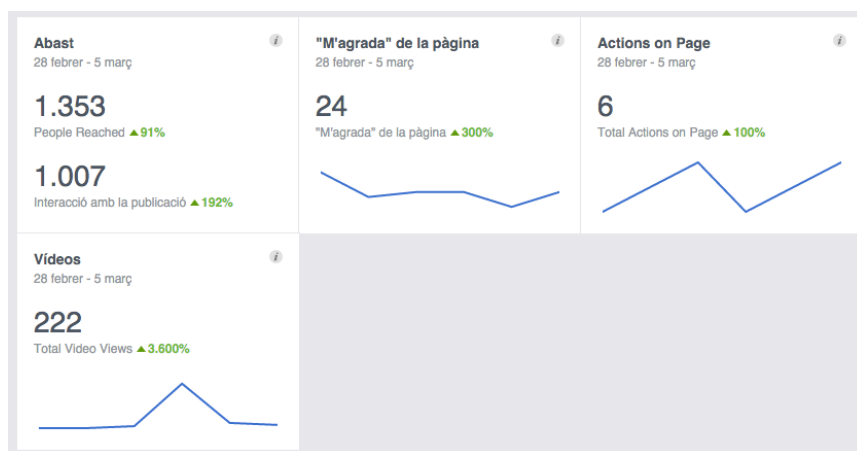 Abast
28 febrer - 5 març
1.353
People Reached ▲91%
1.007
Interacció amb la publicació ▲192%
"M'agrada" de la pàgina
28 febrer - 5 març
24
"M'agrada" de la pàgina ▲300%
Actions on Page
28 febrer - 5 març
6
Total Actions on Page ▲100%
Vídeos
28 febrer - 5 març
222
Total Video Views ▲3.600%